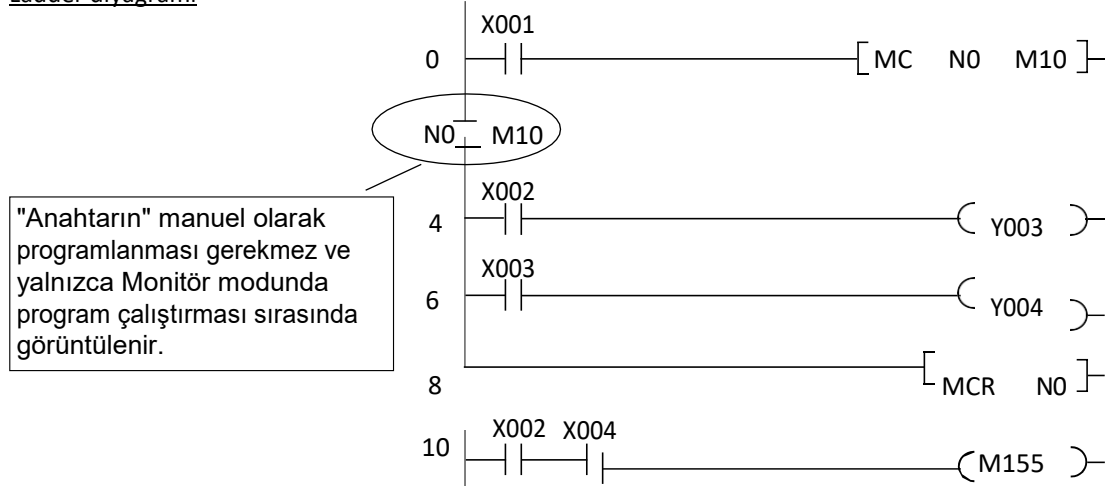 Ladder diyagramı
X001
0 MC N0 M10
N0 M10
"Anahtarın" manuel olarak
programlanması gerekmez ve
yalnızca Monitör modunda
program çalıştırması sırasında
görüntülenir.
X002
4 Y003
X003
6 Y004
8 MCR N0
X002 X004
10 M155